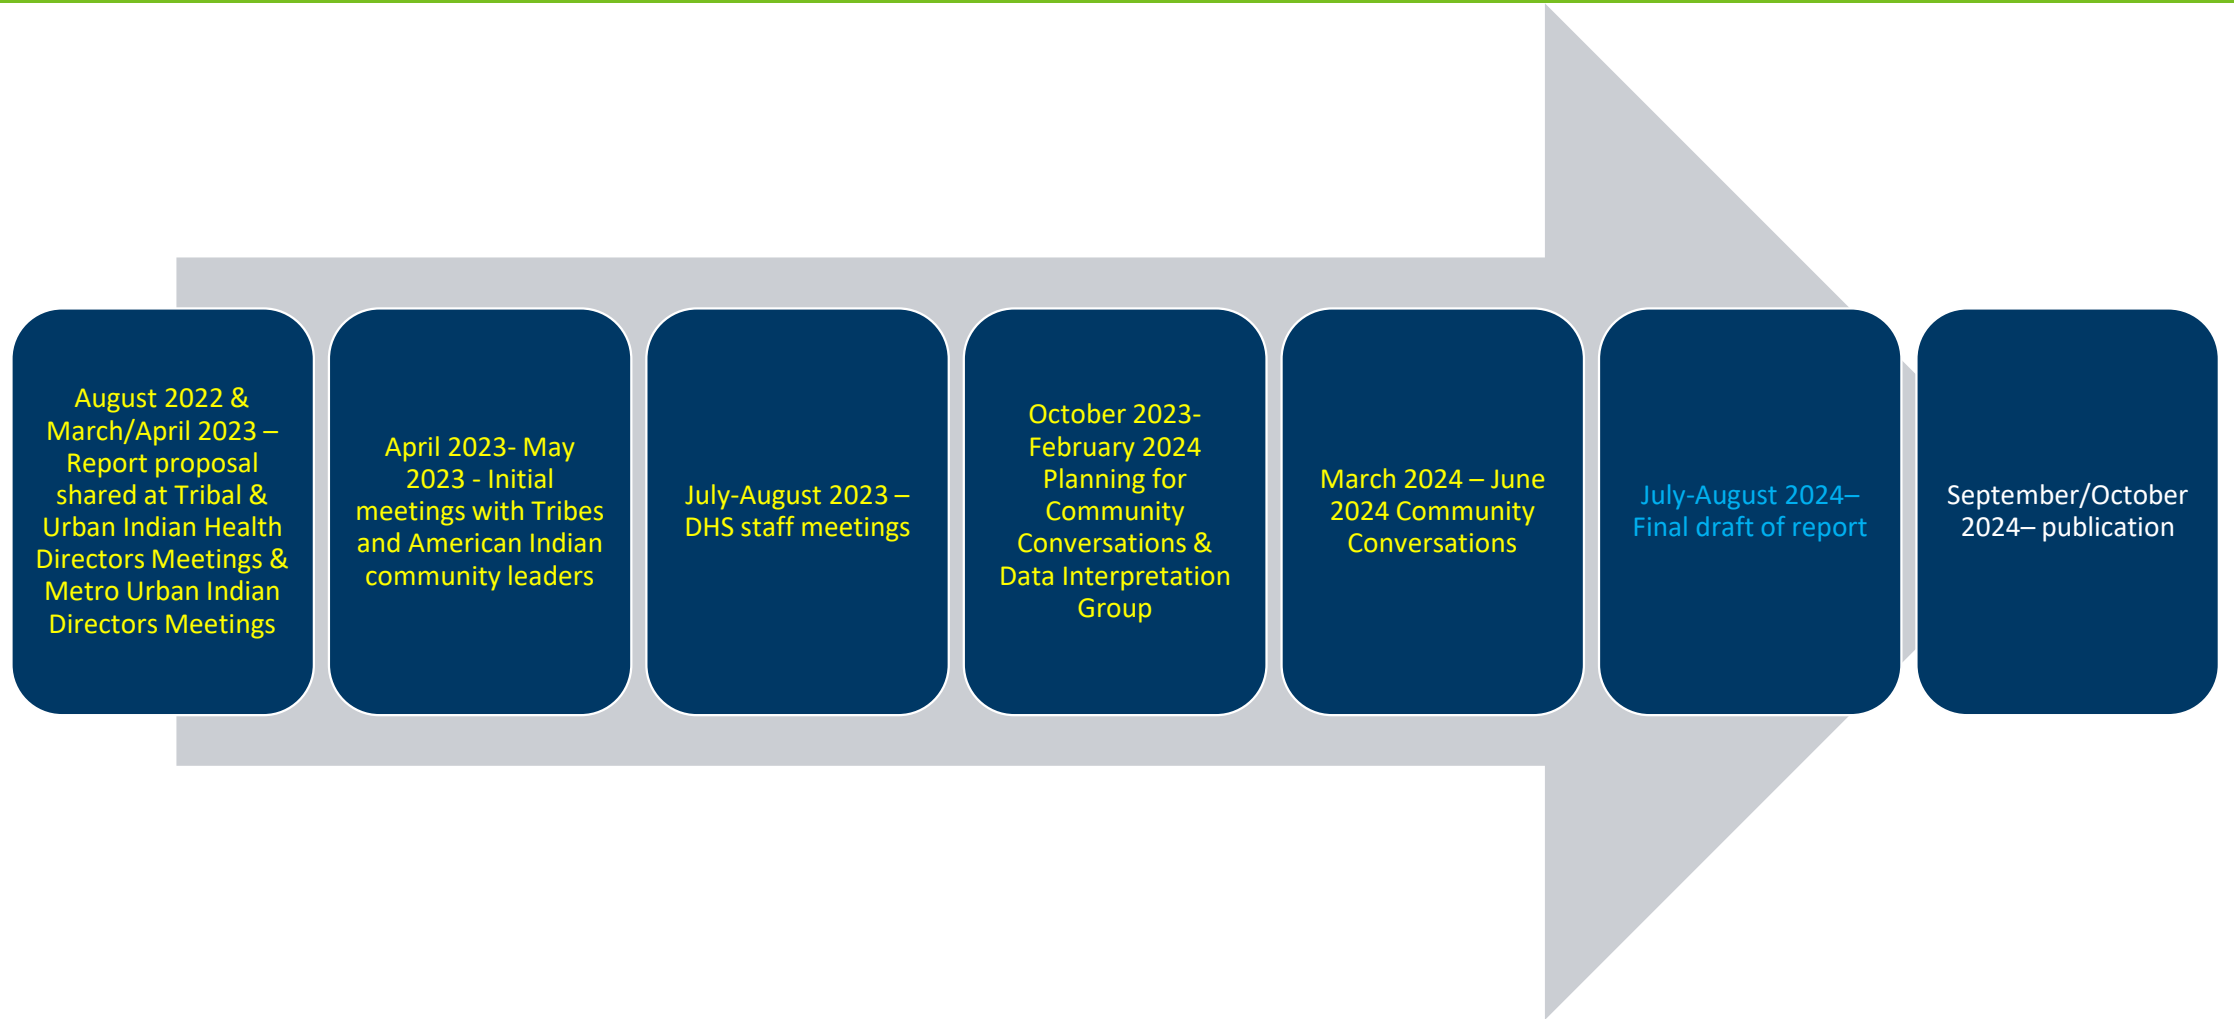 August 2022 &
March/April 2023 –
Report proposal
shared at Tribal &
Urban Indian Health
Directors Meetings &
Metro Urban Indian
Directors Meetings
April 2023- May
2023 - Initial
meetings with Tribes
and American Indian
community leaders
July-August 2023 –
DHS staff meetings
October 2023-
February 2024
Planning for
Community
Conversations &
Data Interpretation
Group
March 2024 – June
2024 Community
Conversations
July-August 2024–
Final draft of report
September/October
2024– publication